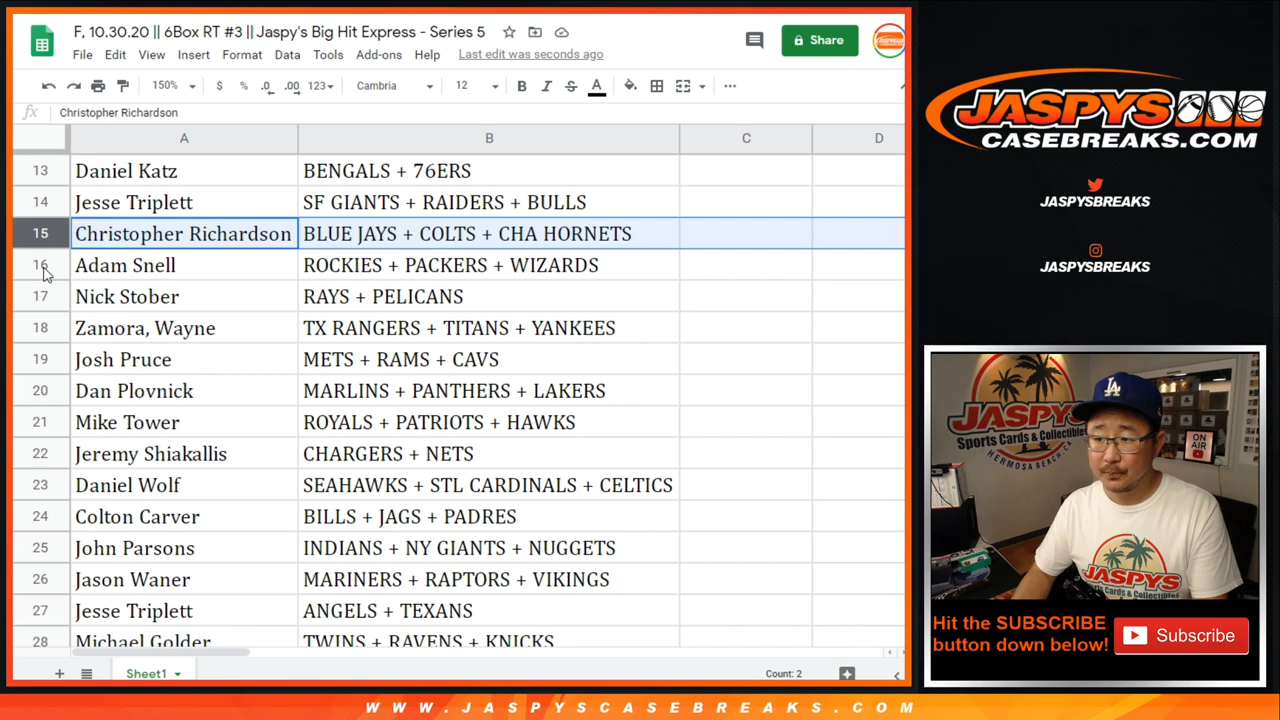 F, 10.30.20 || 6Box RT #3 || Jaspy's Big Hit Express - Series 5
File Edit View Insert Format Data Tools Add-ons Help Last edit was seconds ago
Share
150% $ % .0 .00 123 Cambria 12 B I S A
fx Christopher Richardson
A B C D
13 Daniel Katz BENGALS + 76ERS
14 Jesse Triplett SF GIANTS + RAIDERS + BULLS
15 Christopher Richardson BLUE JAYS + COLTS + CHA HORNETS
16 Adam Snell ROCKIES + PACKERS + WIZARDS
17 Nick Stober RAYS + PELICANS
18 Zamora, Wayne TX RANGERS + TITANS + YANKEES
19 Josh Pruce METS + RAMS + CAVS
20 Dan Plovnick MARLINS + PANTHERS + LAKERS
21 Mike Tower ROYALS + PATRIOTS + HAWKS
22 Jeremy Shiakallis CHARGERS + NETS
23 Daniel Wolf SEAHAWKS + STL CARDINALS + CELTICS
24 Colton Carver BILLS + JAGS + PADRES
25 John Parsons INDIANS + NY GIANTS + NUGGETS
26 Jason Waner MARINERS + RAPTORS + VIKINGS
27 Jesse Triplett ANGELS + TEXANS
28 Michael Golder TWINS + RAVENS + KNICKS
Sheet1
Count: 2
JASPYS
CASEBREAKS.COM
JASPYSBREAKS
JASPYSBREAKS
JASPYS
Sports Cards & Collectibles
HERMOSA BEACH, CA
ON AIR
LA
JASPYS
Hit the SUBSCRIBE
button down below!
Subscribe
WWW.JASPYSCASEBREAKS.COM